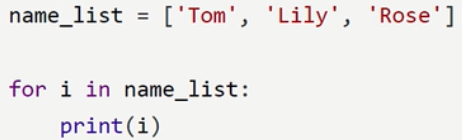 name_list = ['Tom', 'Lily', 'Rose']
for i in name_list:
    print(i)